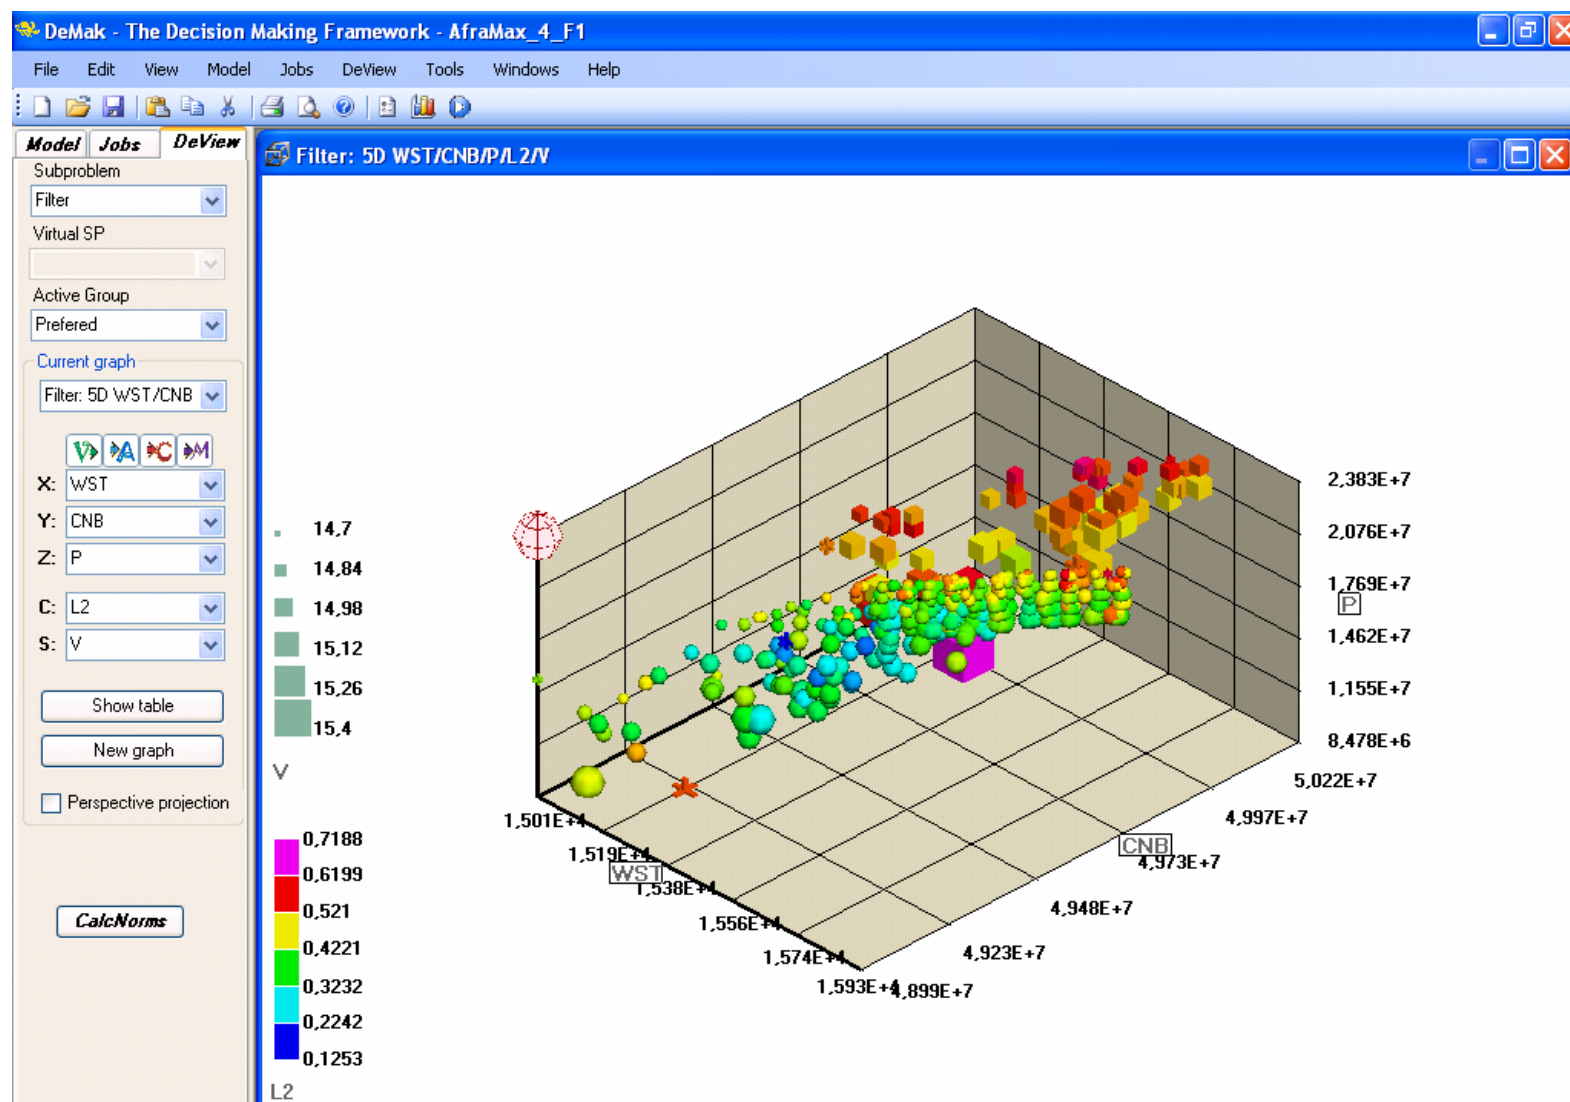 DeMak - The Decision Making Framework - AfraMax_4_F1
File Edit View Model Jobs DeView Tools Windows Help
Model Jobs DeView
Subproblem
Filter
Virtual SP
Active Group
Prefered
Current graph
Filter: 5D WST/CNB
V A C M
X: WST
Y: CNB
Z: P
C: L2
S: V
Show table
New graph
Perspective projection
CalcNorms
Filter: 5D WST/CNB/P/L2/V
14,7
14,84
14,98
15,12
15,26
15,4
V
0,7188
0,6199
0,521
0,4221
0,3232
0,2242
0,1253
L2
2,383E+7
2,076E+7
1,769E+7
P
1,462E+7
1,155E+7
8,478E+6
5,022E+7
4,997E+7
CNB
4,973E+7
4,948E+7
4,923E+7
4,899E+7
1,501E+4
1,519E+4
WST
1,538E+4
1,556E+4
1,574E+4
1,593E+4